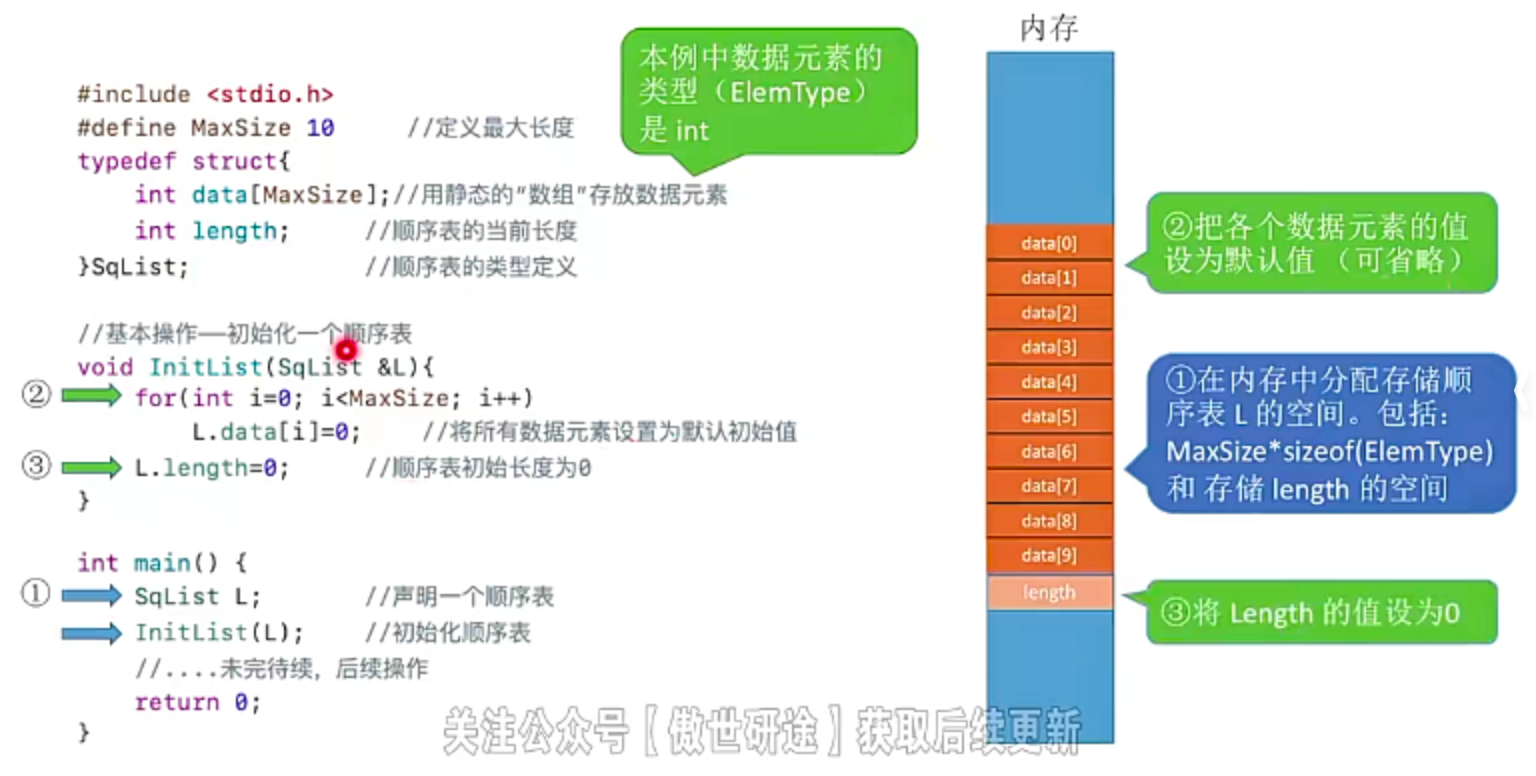 内存
本例中数据元素的
类型（ElemType）
是 int
#include <stdio.h>
#define MaxSize 10 //定义最大长度
typedef struct{
int data[MaxSize];//用静态的“数组”存放数据元素
int length; //顺序表的当前长度
}SqList; //顺序表的类型定义
//基本操作——初始化一个顺序表
void InitList(SqList &L){
② for(int i=0; i<MaxSize; i++)
L.data[i]=0; //将所有数据元素设置为默认初始值
③ L.length=0; //顺序表初始长度为0
}
int main() {
① SqList L; //声明一个顺序表
InitList(L); //初始化顺序表
//....未完待续，后续操作
return 0;
}
data[0]
data[1]
data[2]
data[3]
data[4]
data[5]
data[6]
data[7]
data[8]
data[9]
length
②把各个数据元素的值
设为默认值（可省略）
①在内存中分配存储顺
序表 L 的空间。包括：
MaxSize*sizeof(ElemType)
和 存储 length 的空间
③将 Length 的值设为0
关注公众号【傲世研途】获取后续更新